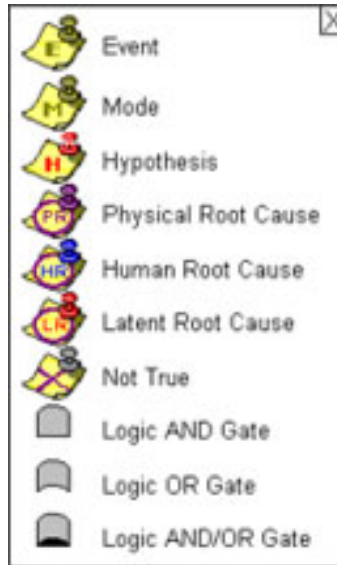 X
E Event
M Mode
H Hypothesis
PR Physical Root Cause
HR Human Root Cause
LR Latent Root Cause
Not True
Logic AND Gate
Logic OR Gate
Logic AND/OR Gate